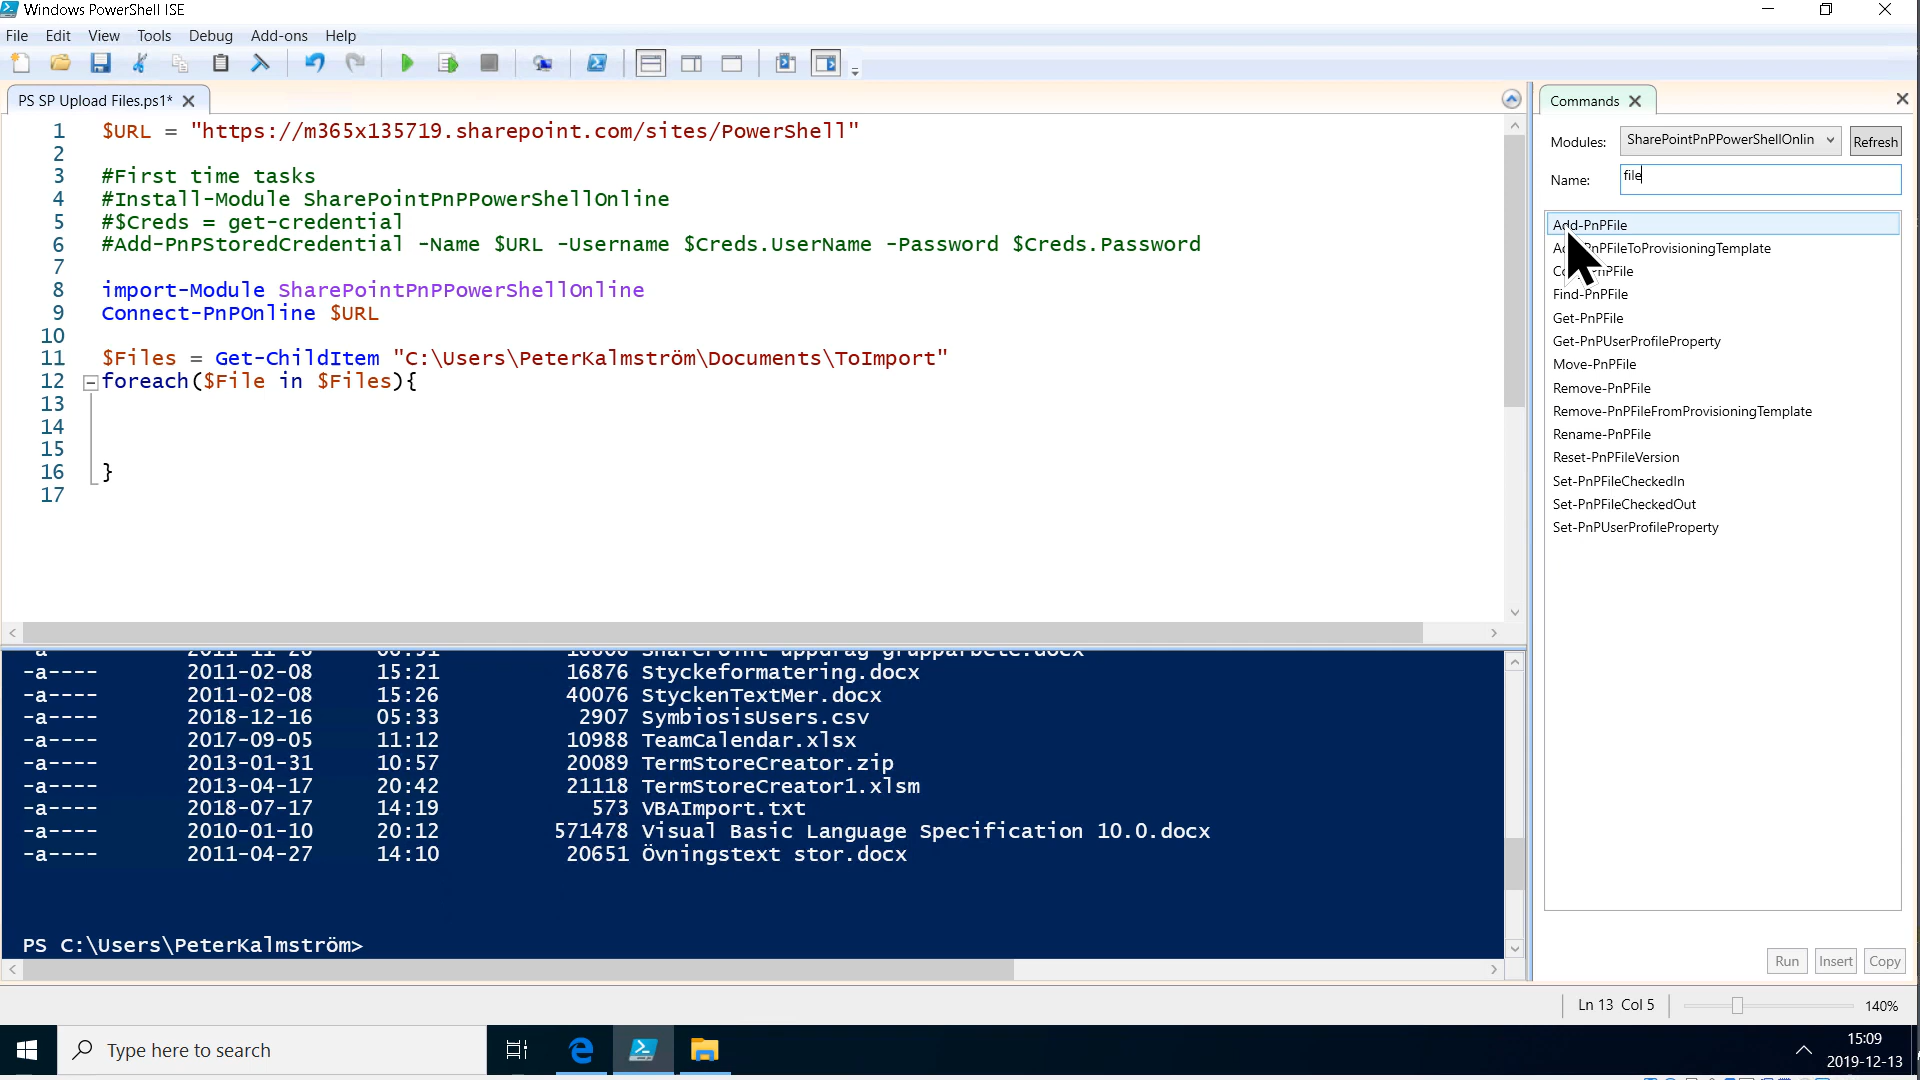 Windows PowerShell ISE
File Edit View Tools Debug Add-ons Help
PS SP Upload Files.ps1*
1 $URL = "https://m365x135719.sharepoint.com/sites/PowerShell"
2
3 #First time tasks
4 #Install-Module SharePointPnPPowerShellOnline
5 #$Creds = get-credential
6 #Add-PnPStoredCredential -Name $URL -Username $Creds.UserName -Password $Creds.Password
7
8 import-Module SharePointPnPPowerShellOnline
9 Connect-PnPOnline $URL
10
11 $Files = Get-ChildItem "C:\Users\PeterKalmström\Documents\ToImport"
12 foreach($File in $Files){
13
14
15
16 }
17
-a---- 2011-02-08 15:21 16876 Styckeformatering.docx
-a---- 2011-02-08 15:26 40076 StyckenTextMer.docx
-a---- 2018-12-16 05:33 2907 SymbiosisUsers.csv
-a---- 2017-09-05 11:12 10988 TeamCalendar.xlsx
-a---- 2013-01-31 10:57 20089 TermStoreCreator.zip
-a---- 2013-04-17 20:42 21118 TermStoreCreator1.xlsm
-a---- 2018-07-17 14:19 573 VBAImport.txt
-a---- 2010-01-10 20:12 571478 Visual Basic Language Specification 10.0.docx
-a---- 2011-04-27 14:10 20651 Övningstext stor.docx
PS C:\Users\PeterKalmström>
Commands
Modules: SharePointPnPPowerShellOnlin Refresh
Name: file
Add-PnPFile
PnPFileToProvisioningTemplate
Find-PnPFile
Get-PnPFile
Get-PnPUserProfileProperty
Move-PnPFile
Remove-PnPFile
Remove-PnPFileFromProvisioningTemplate
Rename-PnPFile
Reset-PnPFileVersion
Set-PnPFileCheckedIn
Set-PnPFileCheckedOut
Set-PnPUserProfileProperty
Run Insert Copy
Ln 13 Col 5 140%
Type here to search
15:09
2019-12-13